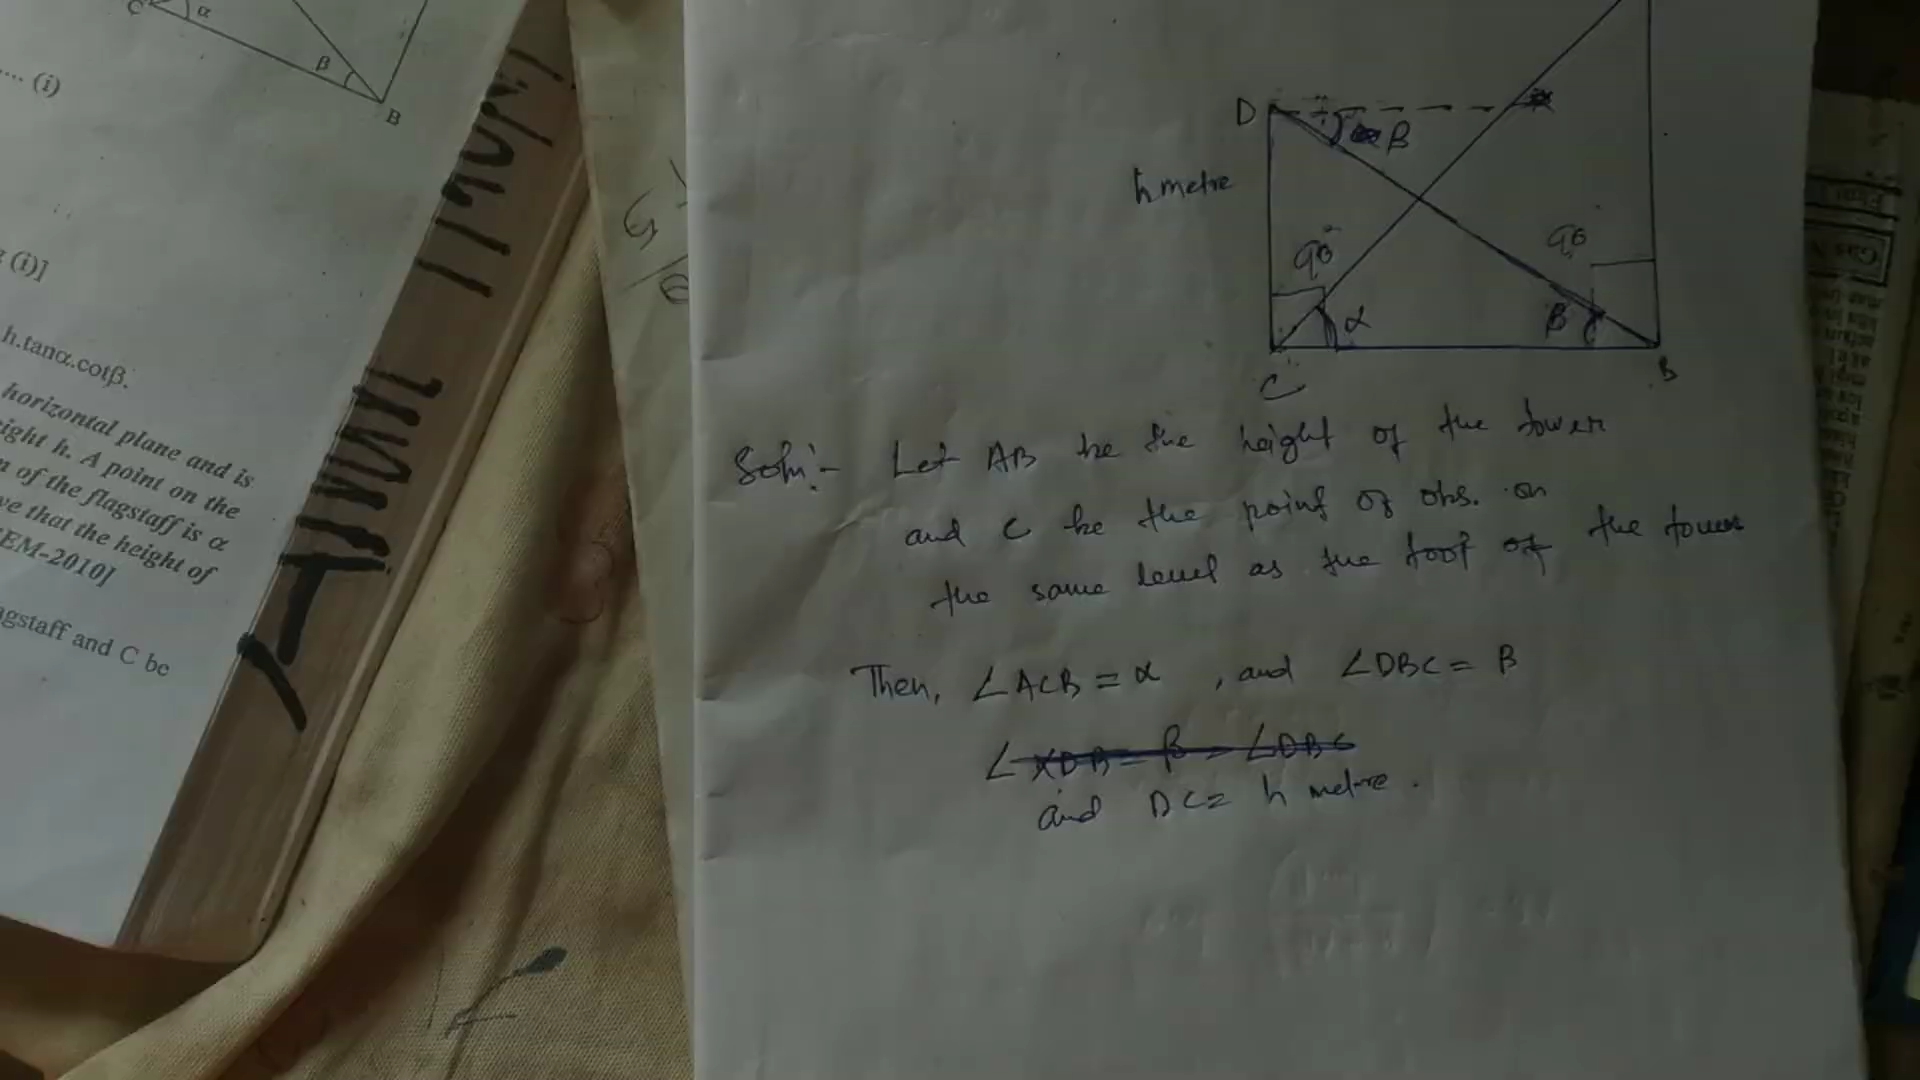 C
α
β
B
.... (i)
(i)]
h.tanα.cotβ.
horizontal plane and is
ight h. A point on the
n of the flagstaff is α
ve that the height of
EM-2010]
agstaff and C be
D
β
h metre
90°
90
α
β
C
B
Soln:- Let AB be the height of the tower
and C be the point of obs. on
the same level as the foot of the tower
Then, ∠ACB = α , and ∠DBC = β
∠XDB = β = ∠DBC
and DC = h metre.